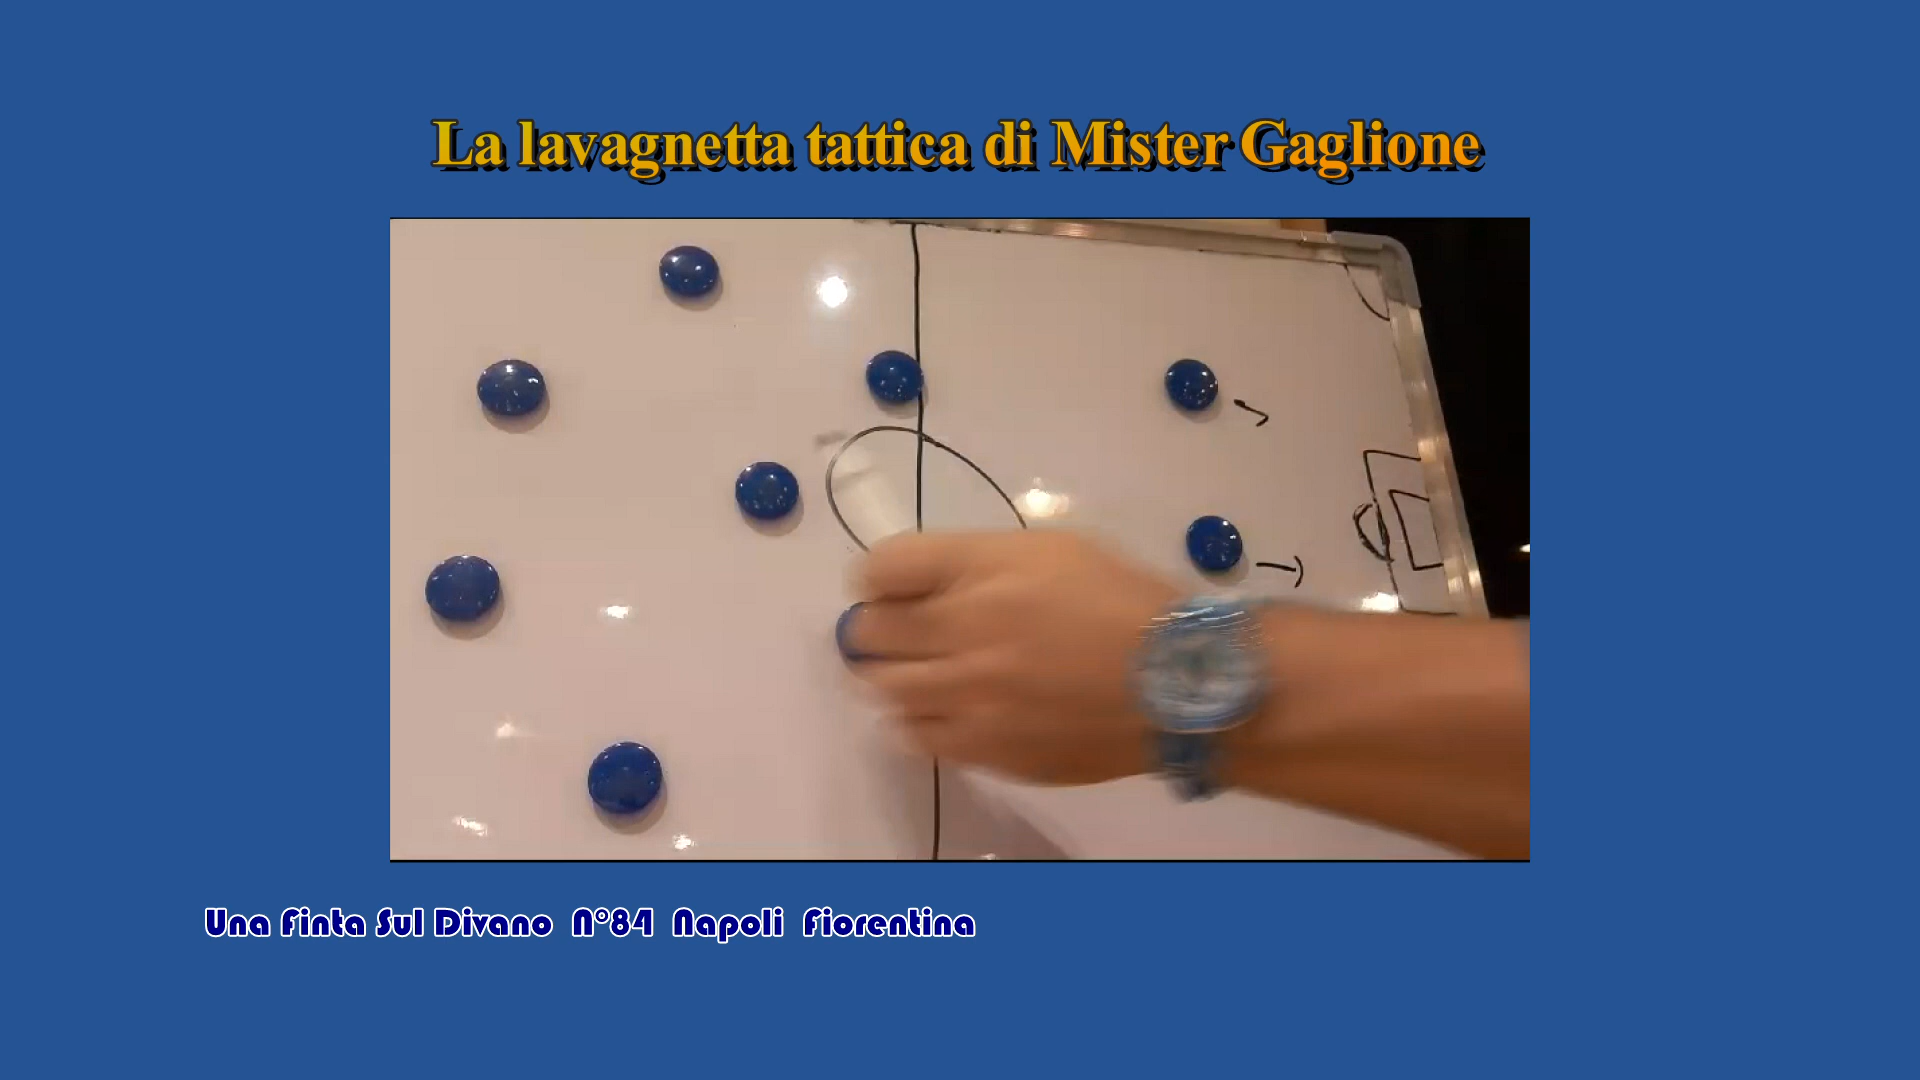 La lavagnetta tattica di Mister Gaglione
Una Finta Sul Divano N°84 Napoli Fiorentina